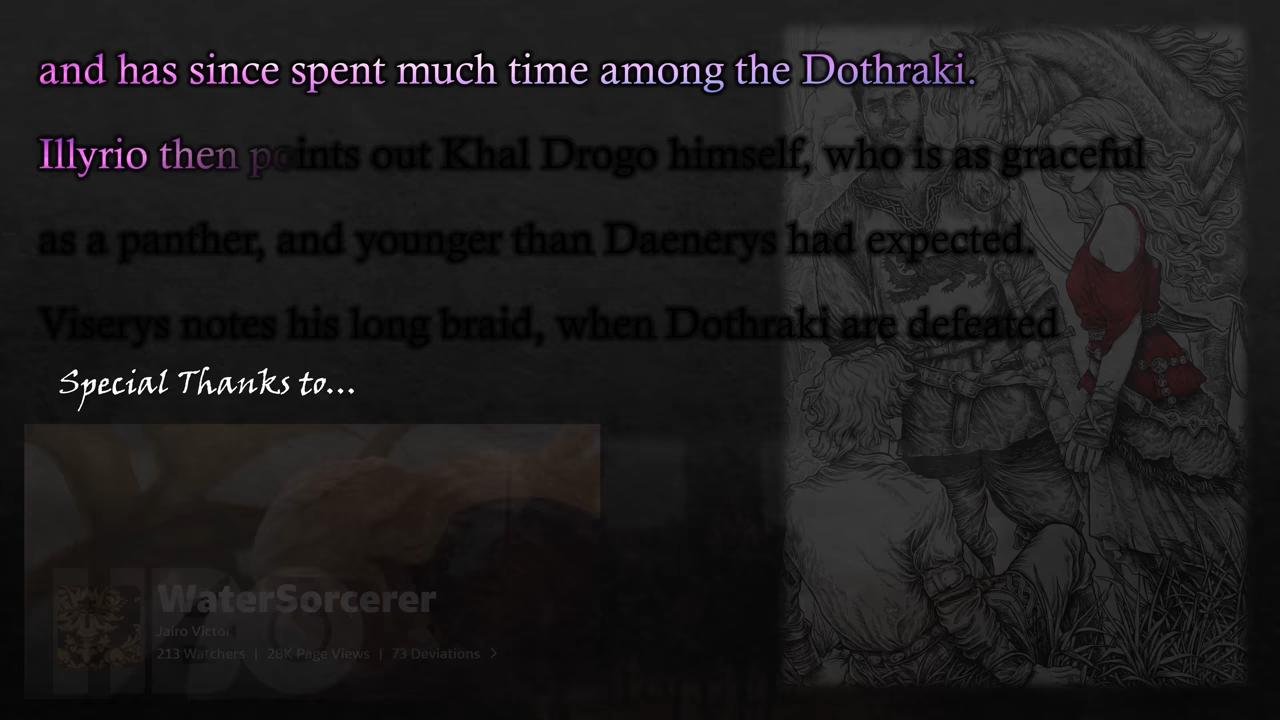 and has since spent much time among the Dothraki.
Illyrio then points out Khal Drogo himself, who is as graceful
as a panther, and younger than Daenerys had expected.
Viserys notes his long braid, when Dothraki are defeated
Special Thanks to...
HBO
WaterSorcerer
Jairo Victor
213 Watchers | 26K Page Views | 73 Deviations >